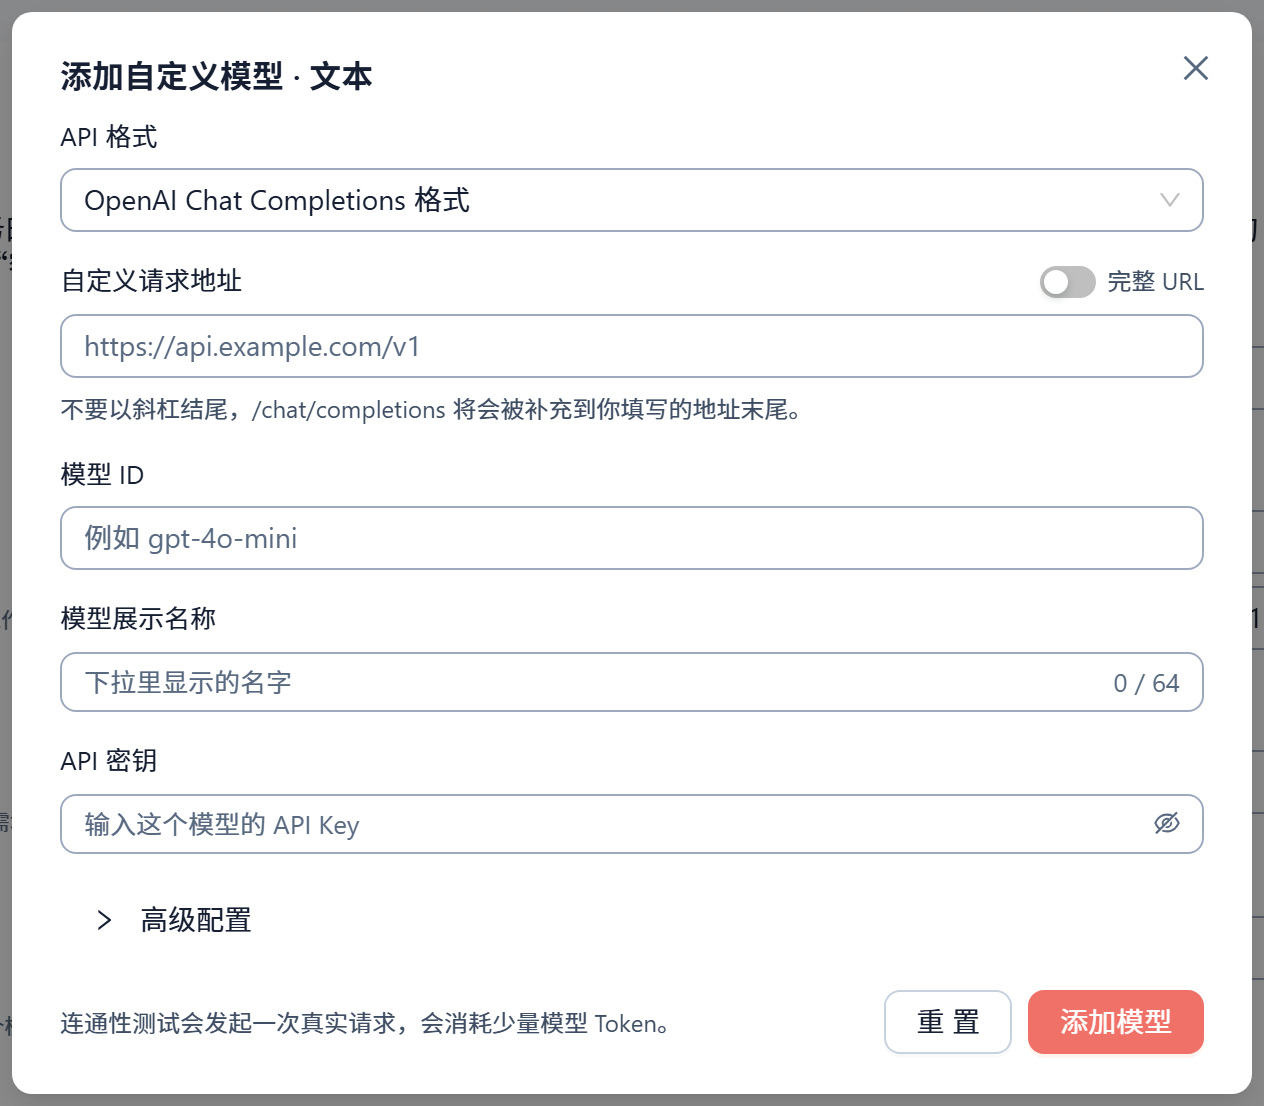 添加自定义模型 · 文本
API 格式
OpenAI Chat Completions 格式
自定义请求地址
完整 URL
https://api.example.com/v1
不要以斜杠结尾，/chat/completions 将会被补充到你填写的地址末尾。
模型 ID
例如 gpt-4o-mini
模型展示名称
下拉里显示的名字
0 / 64
API 密钥
输入这个模型的 API Key
高级配置
连通性测试会发起一次真实请求，会消耗少量模型 Token。
重 置
添加模型